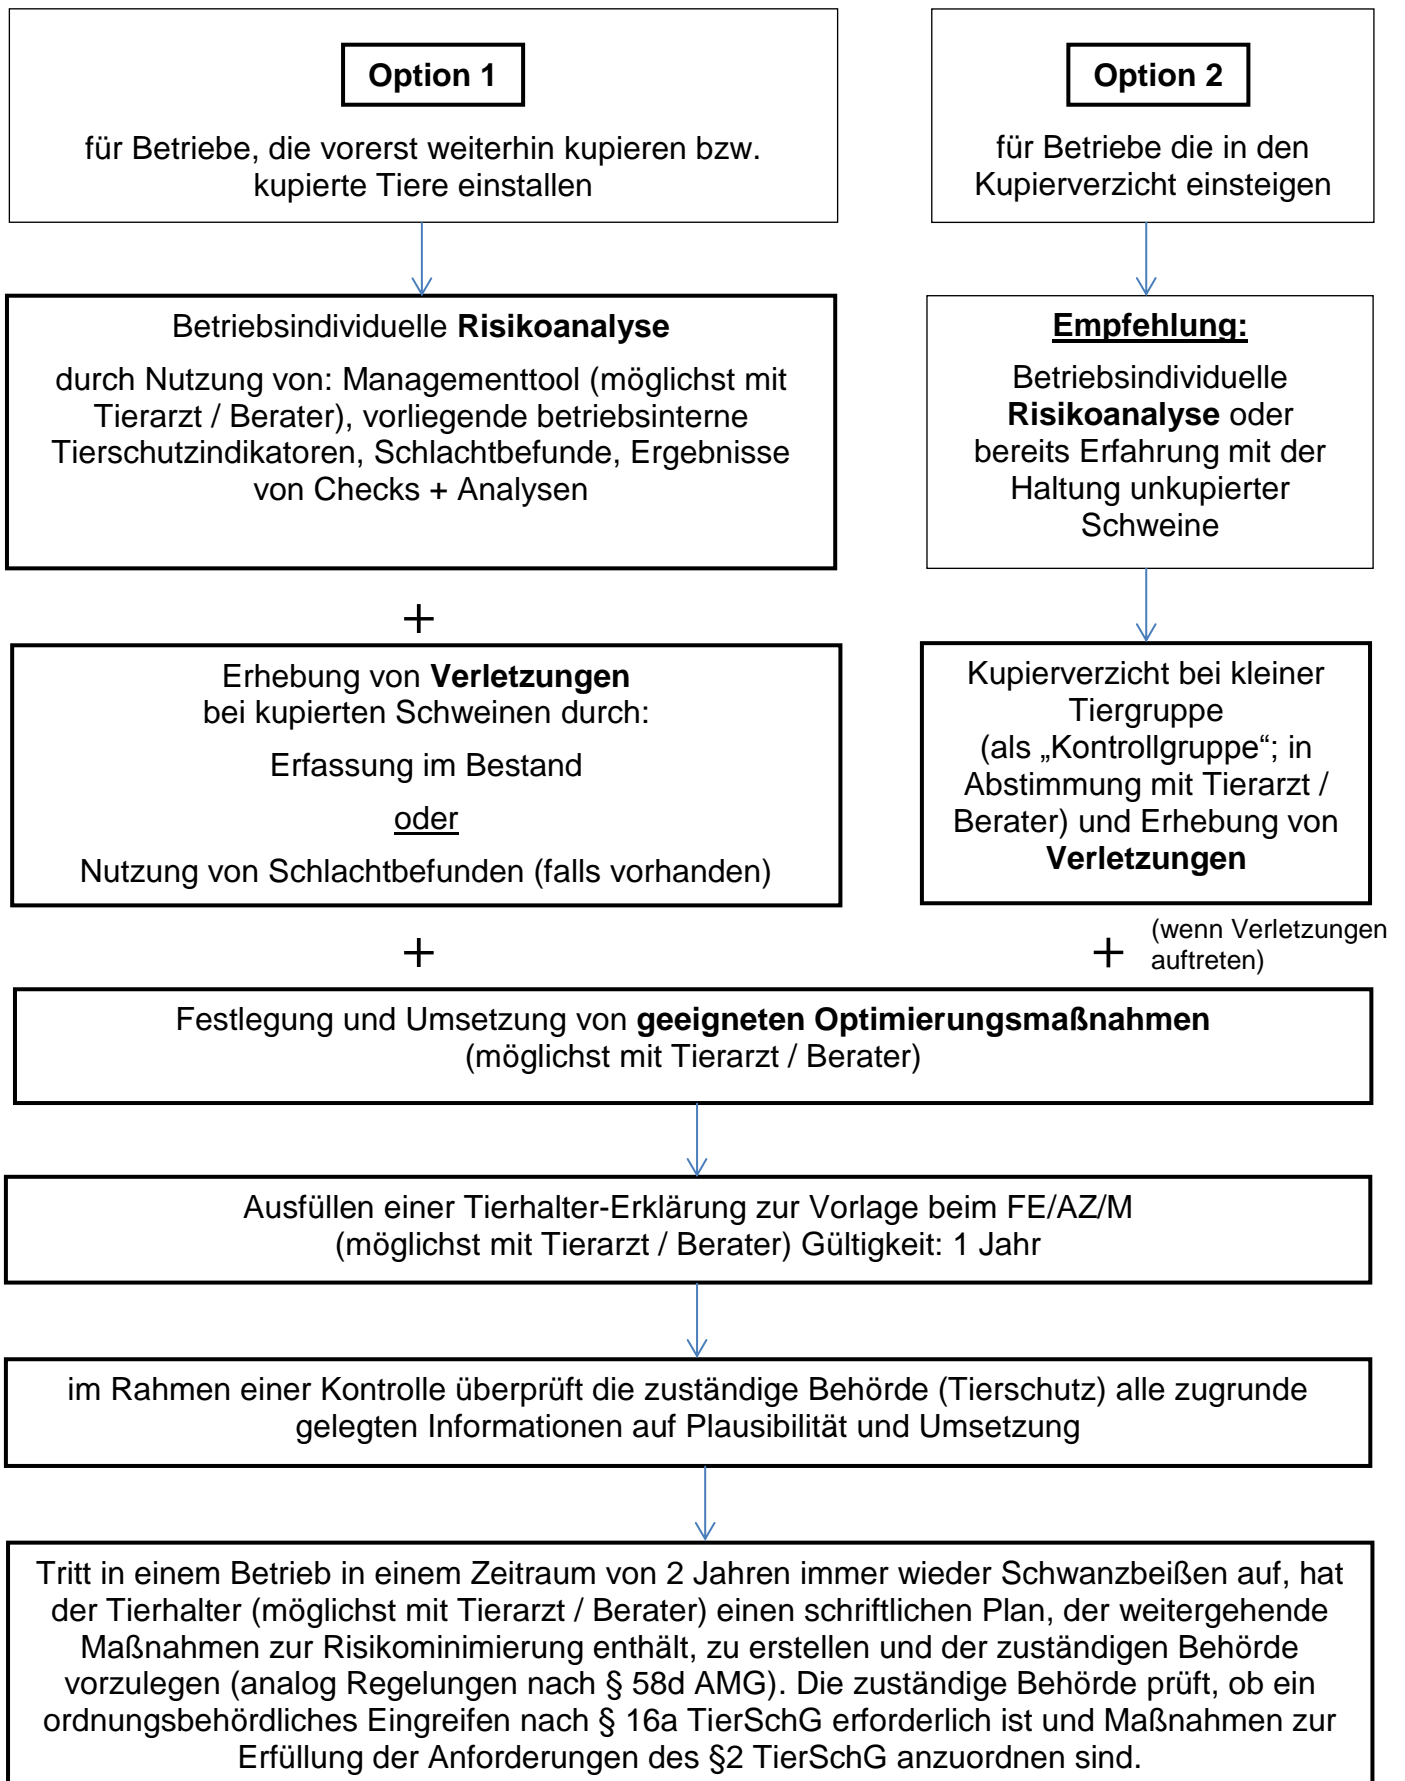 Option 1
für Betriebe, die vorerst weiterhin kupieren bzw.
kupierte Tiere einstallen
Option 2
für Betriebe die in den
Kupierverzicht einsteigen
Betriebsindividuelle Risikoanalyse
durch Nutzung von: Managementtool (möglichst mit
Tierarzt / Berater), vorliegende betriebsinterne
Tierschutzindikatoren, Schlachtbefunde, Ergebnisse
von Checks + Analysen
Empfehlung:
Betriebsindividuelle
Risikoanalyse oder
bereits Erfahrung mit der
Haltung unkupierter
Schweine
+
Erhebung von Verletzungen
bei kupierten Schweinen durch:
Erfassung im Bestand
oder
Nutzung von Schlachtbefunden (falls vorhanden)
Kupierverzicht bei kleiner
Tiergruppe
(als „Kontrollgruppe“; in
Abstimmung mit Tierarzt /
Berater) und Erhebung von
Verletzungen
+
+
(wenn Verletzungen
auftreten)
Festlegung und Umsetzung von geeigneten Optimierungsmaßnahmen
(möglichst mit Tierarzt / Berater)
Ausfüllen einer Tierhalter-Erklärung zur Vorlage beim FE/AZ/M
(möglichst mit Tierarzt / Berater) Gültigkeit: 1 Jahr
im Rahmen einer Kontrolle überprüft die zuständige Behörde (Tierschutz) alle zugrunde
gelegten Informationen auf Plausibilität und Umsetzung
Tritt in einem Betrieb in einem Zeitraum von 2 Jahren immer wieder Schwanzbeißen auf, hat
der Tierhalter (möglichst mit Tierarzt / Berater) einen schriftlichen Plan, der weitergehende
Maßnahmen zur Risikominimierung enthält, zu erstellen und der zuständigen Behörde
vorzulegen (analog Regelungen nach § 58d AMG). Die zuständige Behörde prüft, ob ein
ordnungsbehördliches Eingreifen nach § 16a TierSchG erforderlich ist und Maßnahmen zur
Erfüllung der Anforderungen des §2 TierSchG anzuordnen sind.